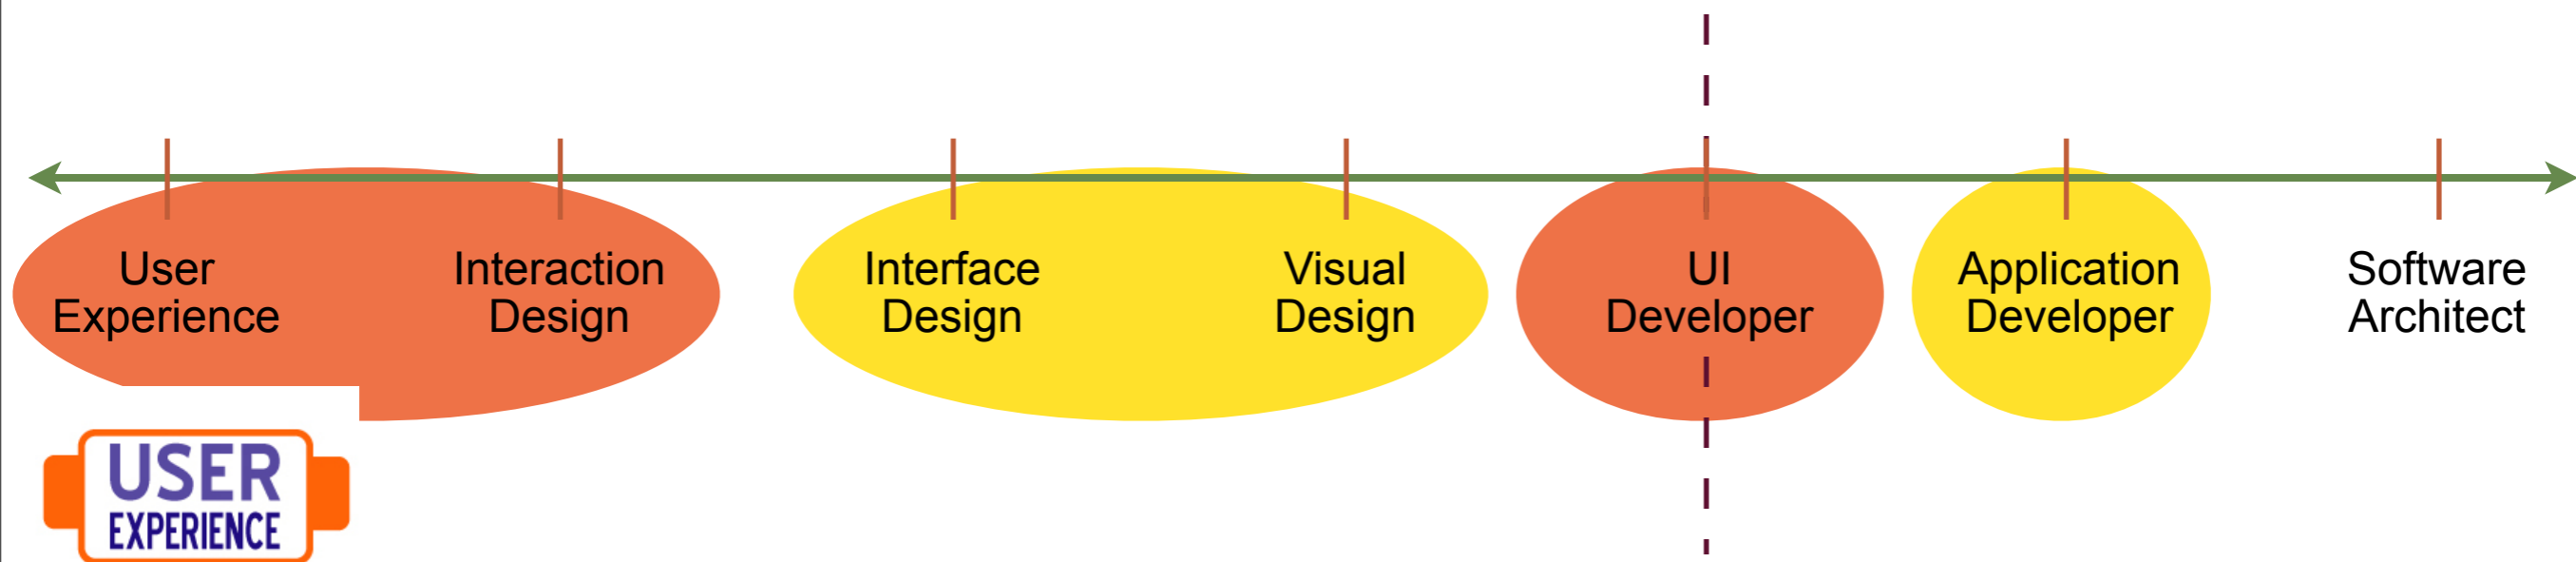 User
Experience
Interaction
Design
Interface
Design
Visual
Design
UI
Developer
Application
Developer
Software
Architect
USER
EXPERIENCE